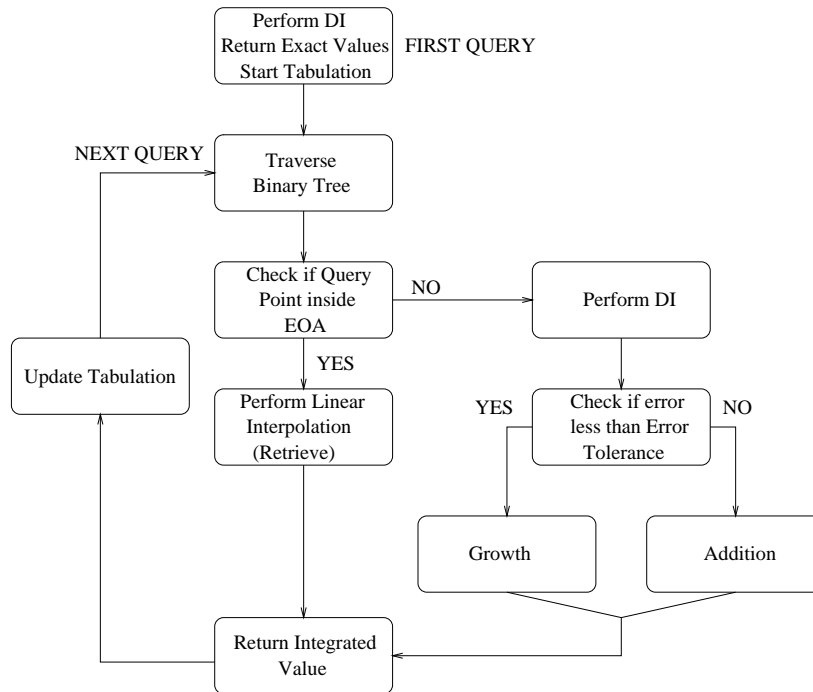 Perform DI
Return Exact Values
Start Tabulation
FIRST QUERY
NEXT QUERY
Traverse
Binary Tree
Check if Query
Point inside
EOA
NO
Perform DI
YES
Update Tabulation
Perform Linear
Interpolation
(Retrieve)
YES
Check if error
less than Error
Tolerance
NO
Growth
Addition
Return Integrated
Value